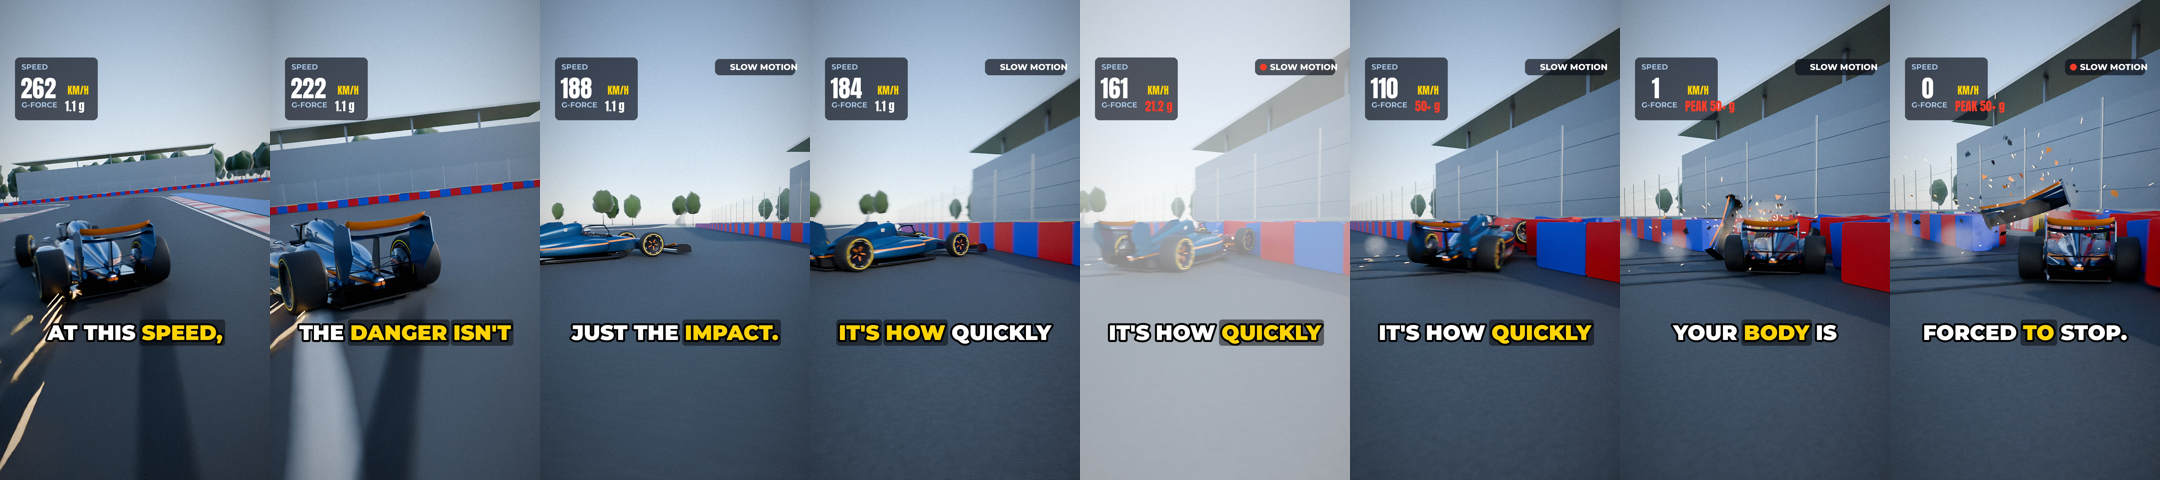 SPEED
262 KM/H
G-FORCE 1.1 g
AT THIS SPEED,
SPEED
222 KM/H
G-FORCE 1.1 g
THE DANGER ISN'T
SPEED
188 KM/H
G-FORCE 1.1 g
SLOW MOTION
JUST THE IMPACT.
SPEED
184 KM/H
G-FORCE 1.1 g
SLOW MOTION
IT'S HOW QUICKLY
SPEED
161 KM/H
G-FORCE 21.2 g
SLOW MOTION
IT'S HOW QUICKLY
SPEED
110 KM/H
G-FORCE 50+ g
SLOW MOTION
IT'S HOW QUICKLY
SPEED
1 KM/H
G-FORCE PEAK 50+ g
SLOW MOTION
YOUR BODY IS
SPEED
0 KM/H
G-FORCE PEAK 50+ g
SLOW MOTION
FORCED TO STOP.